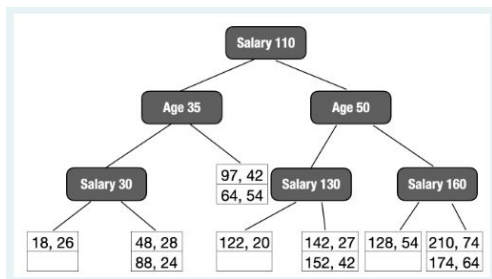 Salary 110
Age 35
Age 50
97, 42
64, 54
Salary 30
Salary 130
Salary 160
18, 26
48, 28
88, 24
122, 20
142, 27
152, 42
128, 54
210, 74
174, 64